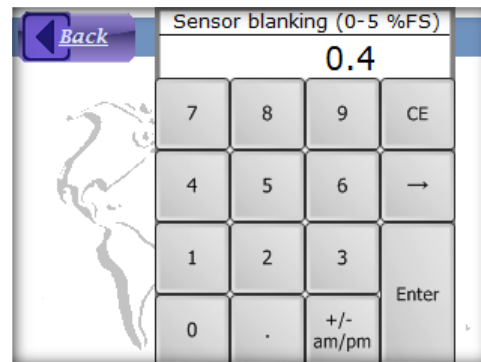 Sensor blanking (0-5 %FS)
Back
0.4
7 8 9 CE
4 5 6 →
1 2 3
Enter
0 . +/-
am/pm